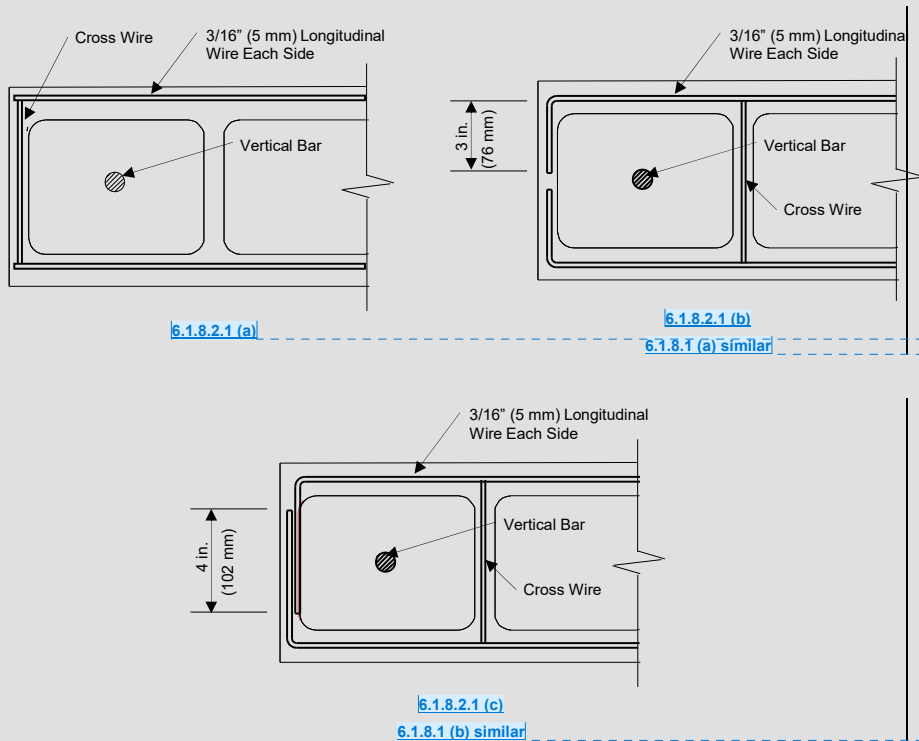 Cross Wire
3/16” (5 mm) Longitudinal
Wire Each Side
Vertical Bar
6.1.8.2.1 (a)
3/16” (5 mm) Longitudina
Wire Each Side
3 in.
(76 mm)
Vertical Bar
Cross Wire
6.1.8.2.1 (b)
6.1.8.1 (a) similar
3/16” (5 mm) Longitudinal
Wire Each Side
4 in.
(102 mm)
Vertical Bar
Cross Wire
6.1.8.2.1 (c)
6.1.8.1 (b) similar